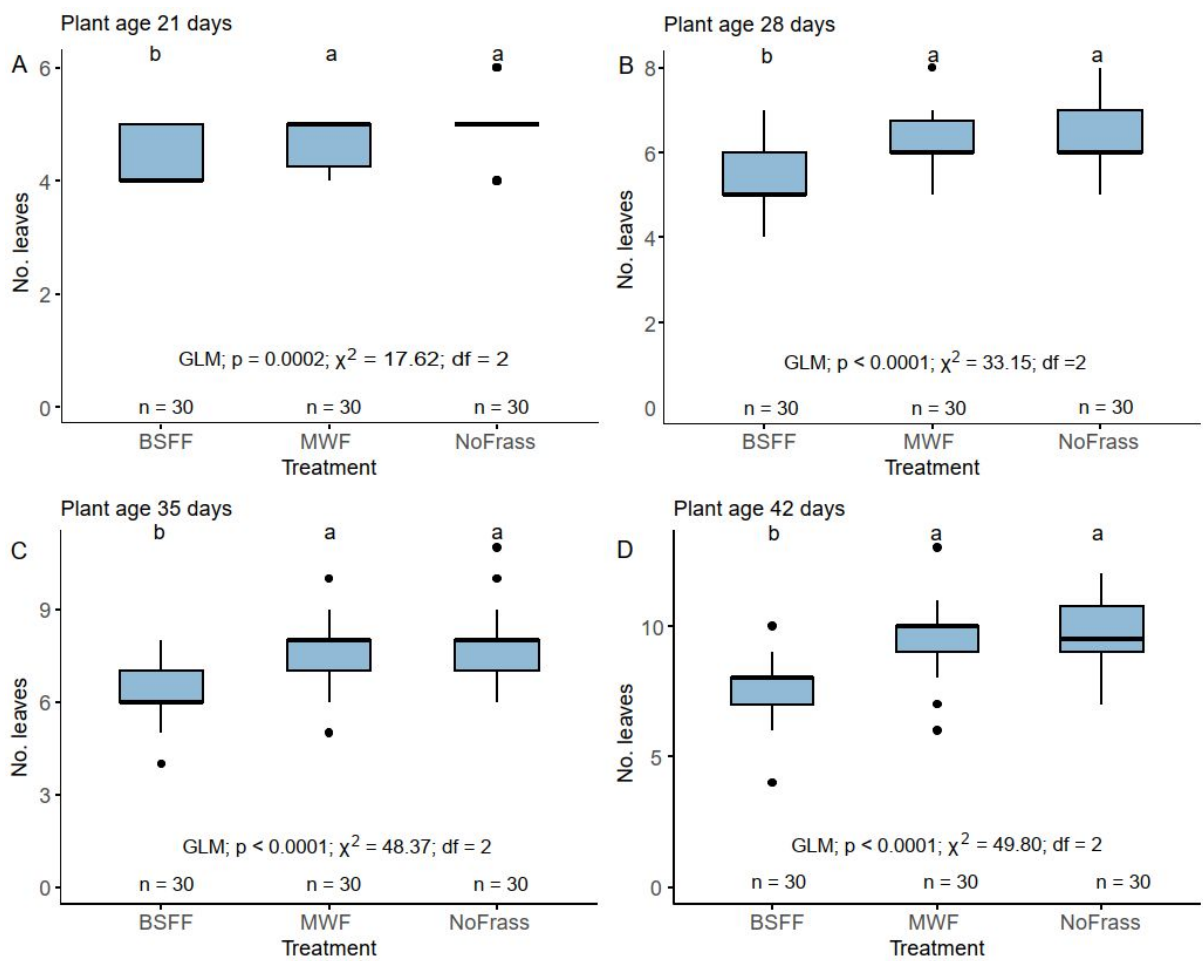 Plant age 21 days
A
b a a
6
4
2
0
No. leaves
GLM; p = 0.0002; χ² = 17.62; df = 2
n = 30 n = 30 n = 30
BSFF MWF NoFrass
Treatment
Plant age 28 days
B
b a a
8
6
4
2
0
No. leaves
GLM; p < 0.0001; χ² = 33.15; df =2
n = 30 n = 30 n = 30
BSFF MWF NoFrass
Treatment
Plant age 35 days
C
b a a
9
6
3
0
No. leaves
GLM; p < 0.0001; χ² = 48.37; df = 2
n = 30 n = 30 n = 30
BSFF MWF NoFrass
Treatment
Plant age 42 days
D
b a a
10
5
0
No. leaves
GLM; p < 0.0001; χ² = 49.80; df = 2
n = 30 n = 30 n = 30
BSFF MWF NoFrass
Treatment